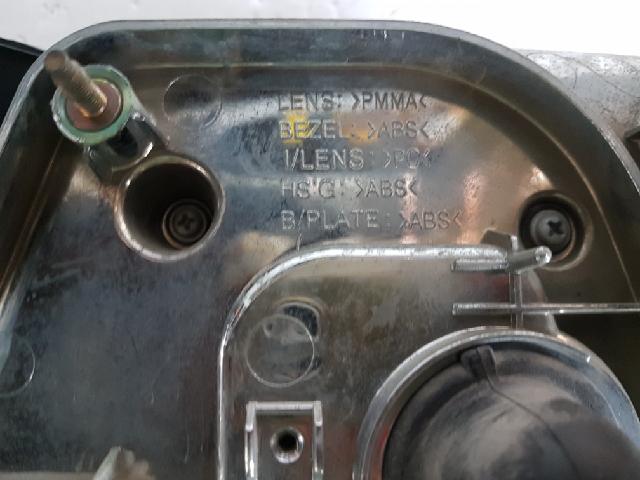 LENS: >PMMA<
BEZEL: >ABS<
I/LENS: >PC<
HS'G: >ABS<
B/PLATE: >ABS<